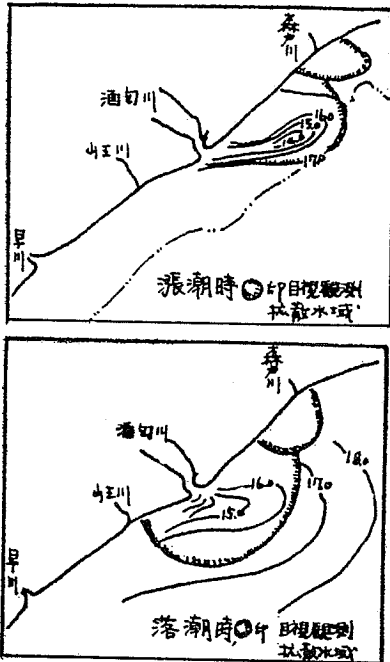 森戸川
酒匂川
山王川
早川
16.0
15.0
14.0
17.0
漲潮時 印目視観測
拡散水域
森戸川
酒匂川
山王川
早川
18.0
17.0
16.0
15.0
落潮時, 印 目視観測
拡散水域